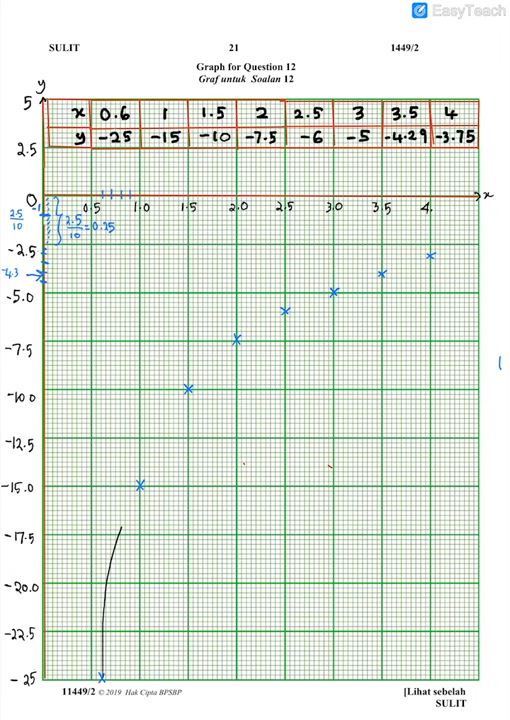 EasyTeach
SULIT 21 1449/2
Graph for Question 12
Graf untuk Soalan 12
y
5
x 0.6 1 1.5 2 2.5 3 3.5 4
y -25 -15 -10 -7.5 -6 -5 -4.29 -3.75
2.5
0 x
0.5 1.0 1.5 2.0 2.5 3.0 3.5 4.
-1
2.5/10 = 0.25
-2.5
-4.3
-5.0
-7.5
-10.0
-12.5
-15.0
-17.5
-20.0
-25
11449/2 © 2019 Hak Cipta BPSBP [Lihat sebelah
SULIT